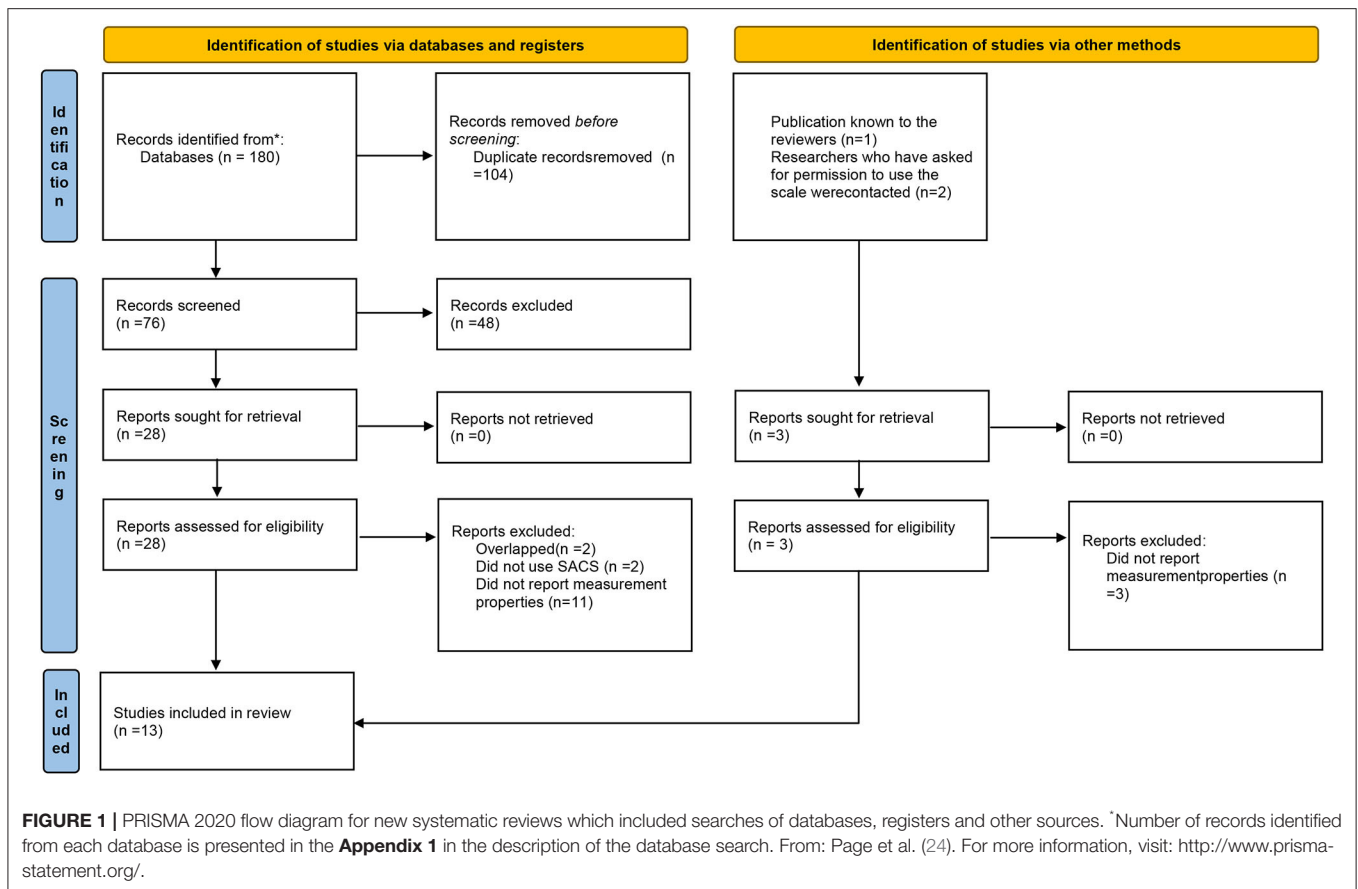 Identification of studies via databases and registers
Identification of studies via other methods
Id
en
tifi
ca
tio
n
Records identified from*:
Databases (n = 180)
Records removed before
screening:
Duplicate recordsremoved (n
=104)
Publication known to the
reviewers (n=1)
Researchers who have asked
for permission to use the
scale werecontacted (n=2)
Sc
re
en
in
g
Records screened
(n =76)
Records excluded
(n =48)
Reports sought for retrieval
(n =28)
Reports not retrieved
(n =0)
Reports sought for retrieval
(n =3)
Reports not retrieved
(n =0)
Reports assessed for eligibility
(n =28)
Reports excluded:
Overlapped(n =2)
Did not use SACS (n =2)
Did not report measurement
properties (n=11)
Reports assessed for eligibility
(n = 3)
Reports excluded:
Did not report
measurementproperties (n
=3)
In
cl
ud
ed
Studies included in review
(n =13)
FIGURE 1 | PRISMA 2020 flow diagram for new systematic reviews which included searches of databases, registers and other sources. *Number of records identified
from each database is presented in the Appendix 1 in the description of the database search. From: Page et al. (24). For more information, visit: http://www.prisma-
statement.org/.